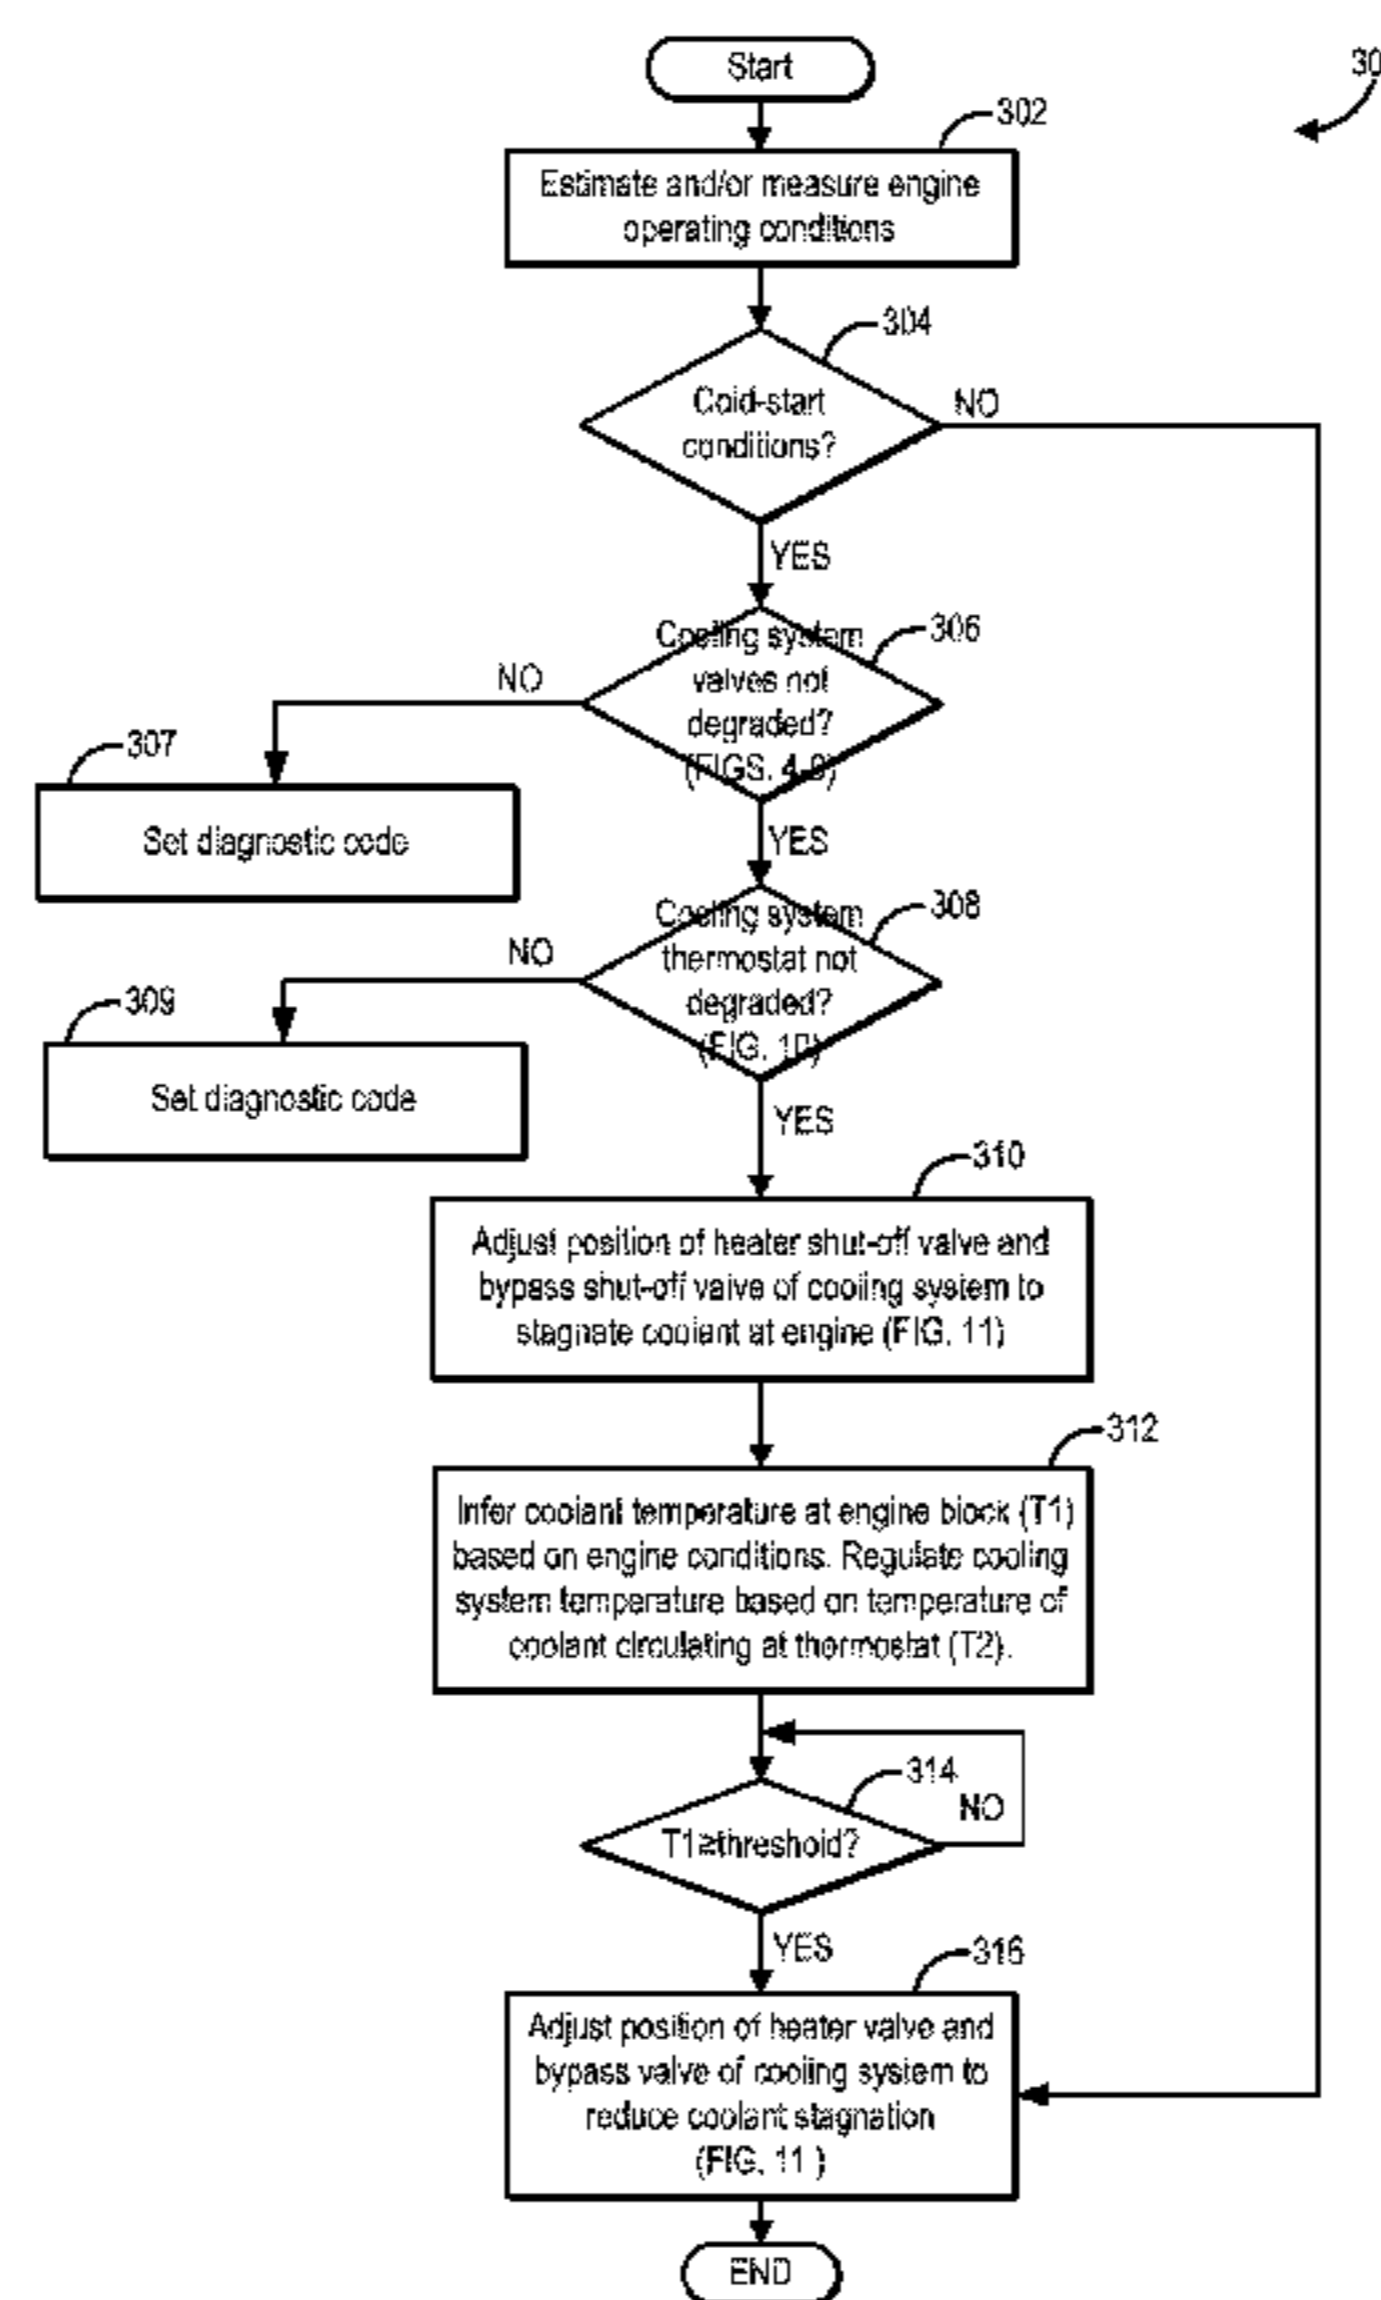 Start
30
302
Estimate and/or measure engine
operating conditions
304
Cold-start
conditions?
NO
YES
306
Cooling system
valves not
degraded?
(FIGS. 4-9)
NO
307
Set diagnostic code
YES
308
Cooling system
thermostat not
degraded?
(FIG. 10)
NO
309
Set diagnostic code
YES
310
Adjust position of heater shut-off valve and
bypass shut-off valve of cooling system to
stagnate coolant at engine (FIG. 11)
312
Infer coolant temperature at engine block (T1)
based on engine conditions. Regulate cooling
system temperature based on temperature of
coolant circulating at thermostat (T2).
314
NO
T1≥threshold?
YES
316
Adjust position of heater valve and
bypass valve of cooling system to
reduce coolant stagnation
(FIG. 11 )
END